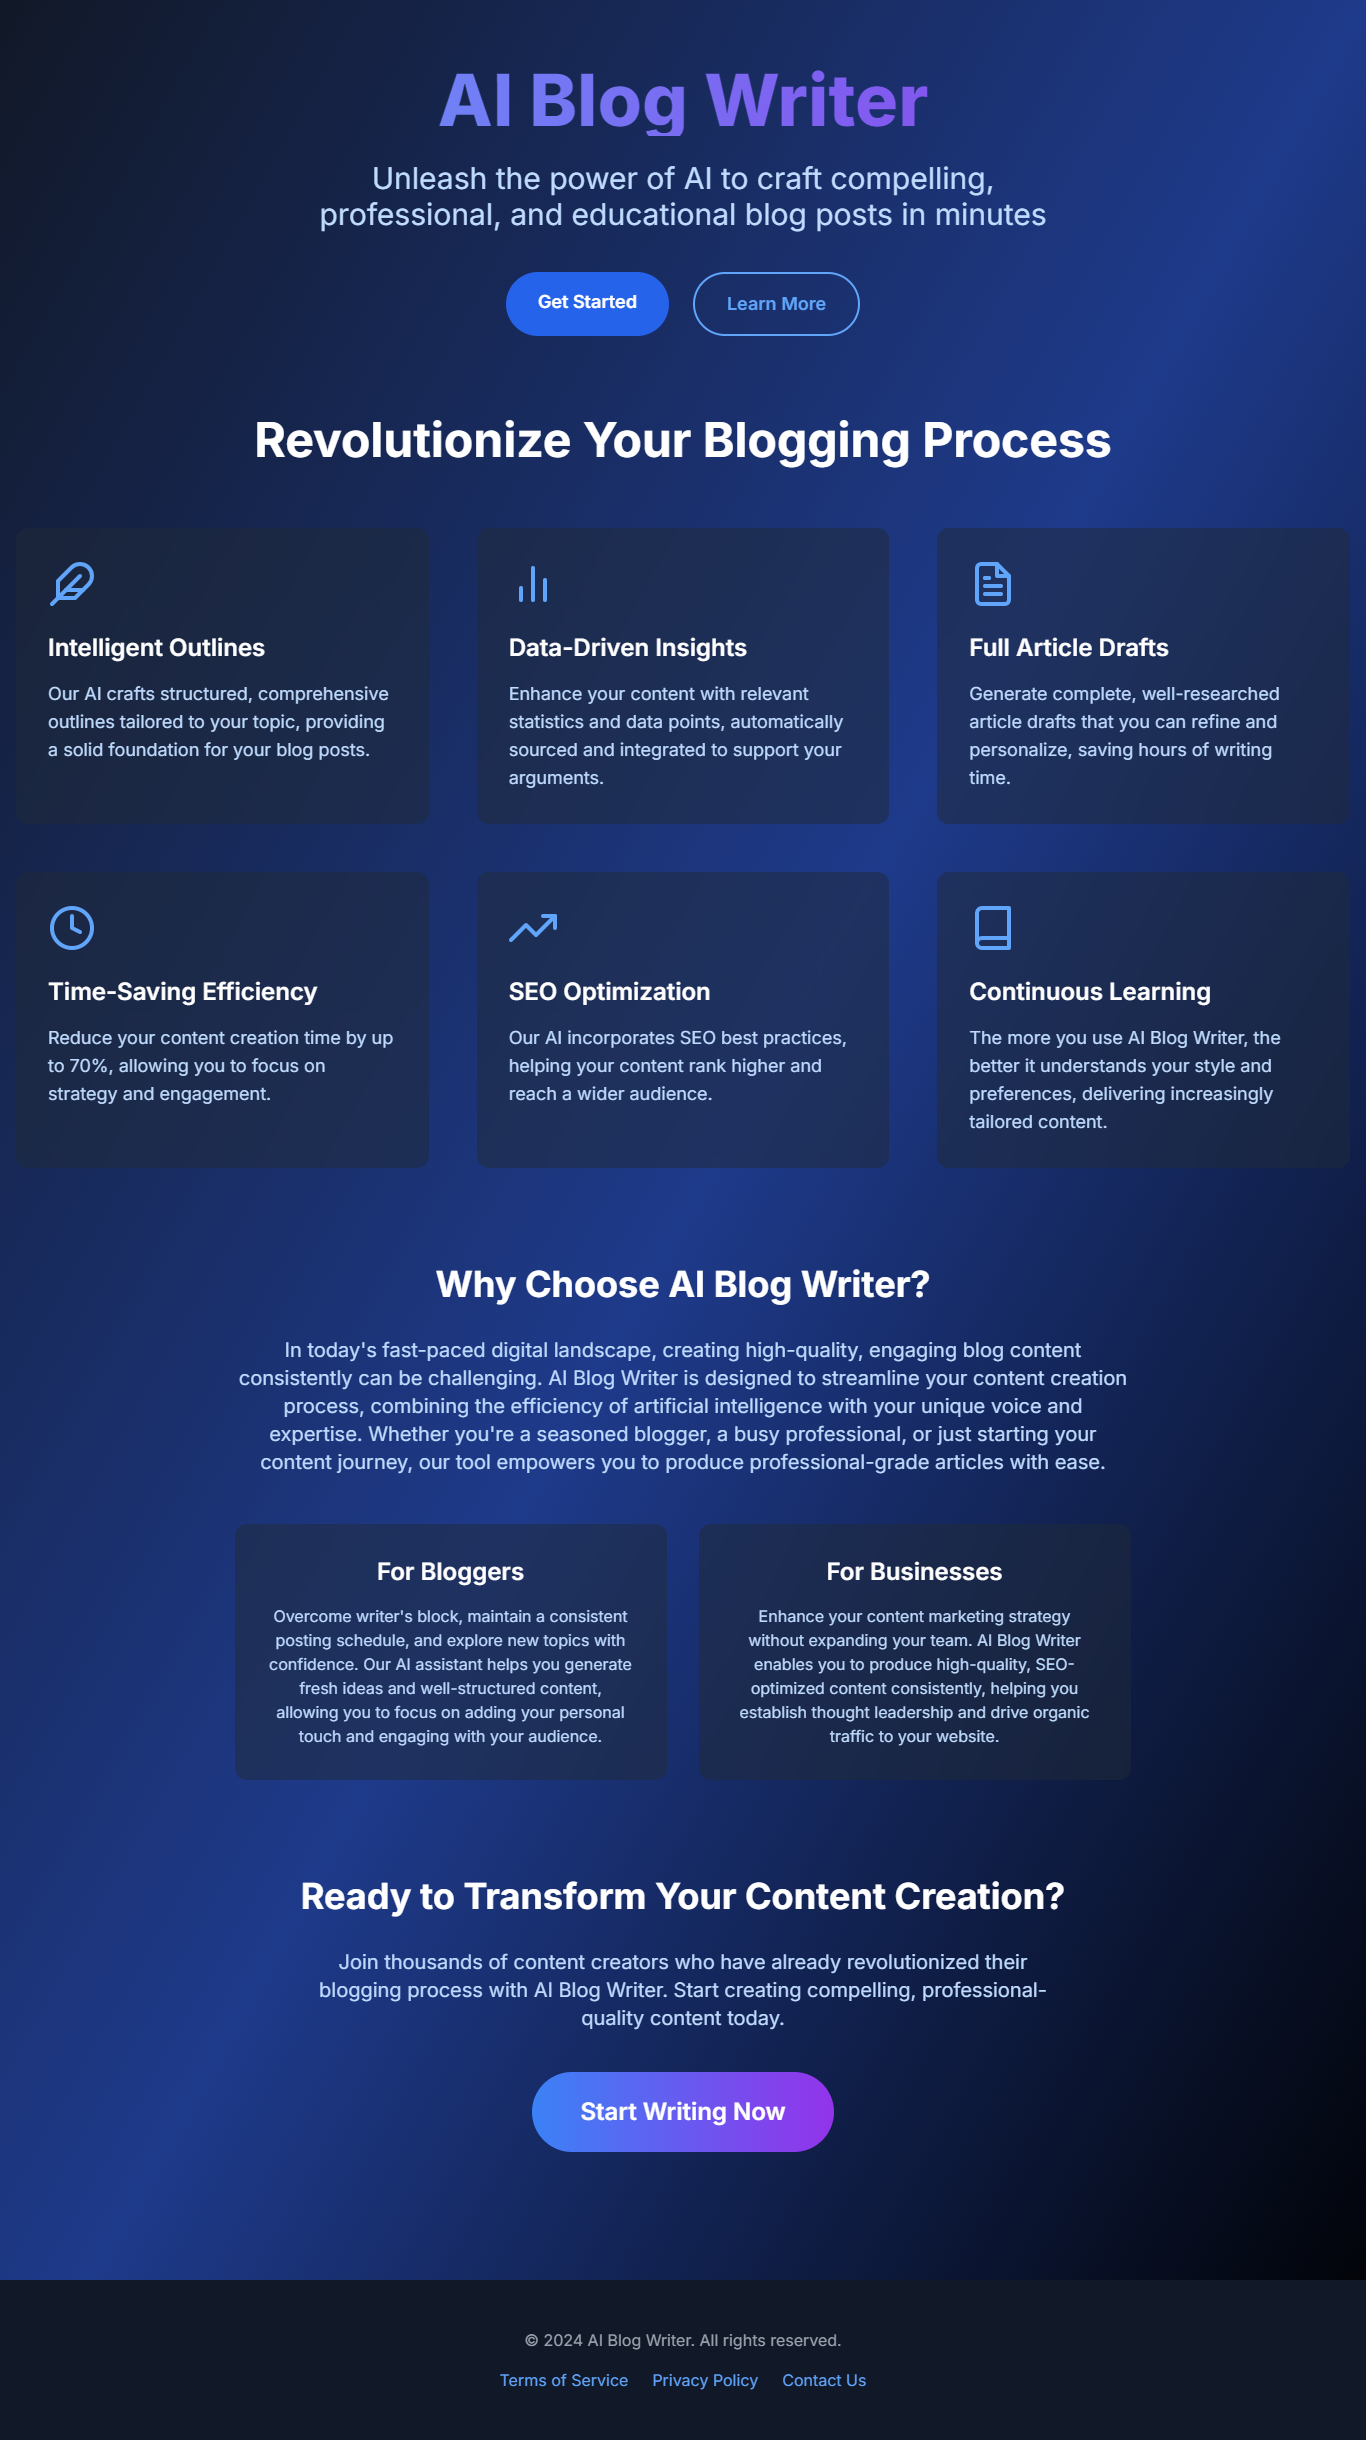 AI Blog Writer
Unleash the power of AI to craft compelling,
professional, and educational blog posts in minutes
Get Started
Learn More
Revolutionize Your Blogging Process
Intelligent Outlines
Our AI crafts structured, comprehensive
outlines tailored to your topic, providing
a solid foundation for your blog posts.
Data-Driven Insights
Enhance your content with relevant
statistics and data points, automatically
sourced and integrated to support your
arguments.
Full Article Drafts
Generate complete, well-researched
article drafts that you can refine and
personalize, saving hours of writing
time.
Time-Saving Efficiency
Reduce your content creation time by up
to 70%, allowing you to focus on
strategy and engagement.
SEO Optimization
Our AI incorporates SEO best practices,
helping your content rank higher and
reach a wider audience.
Continuous Learning
The more you use AI Blog Writer, the
better it understands your style and
preferences, delivering increasingly
tailored content.
Why Choose AI Blog Writer?
In today's fast-paced digital landscape, creating high-quality, engaging blog content
consistently can be challenging. AI Blog Writer is designed to streamline your content creation
process, combining the efficiency of artificial intelligence with your unique voice and
expertise. Whether you're a seasoned blogger, a busy professional, or just starting your
content journey, our tool empowers you to produce professional-grade articles with ease.
For Bloggers
Overcome writer's block, maintain a consistent
posting schedule, and explore new topics with
confidence. Our AI assistant helps you generate
fresh ideas and well-structured content,
allowing you to focus on adding your personal
touch and engaging with your audience.
For Businesses
Enhance your content marketing strategy
without expanding your team. AI Blog Writer
enables you to produce high-quality, SEO-
optimized content consistently, helping you
establish thought leadership and drive organic
traffic to your website.
Ready to Transform Your Content Creation?
Join thousands of content creators who have already revolutionized their
blogging process with AI Blog Writer. Start creating compelling, professional-
quality content today.
Start Writing Now
© 2024 AI Blog Writer. All rights reserved.
Terms of Service
Privacy Policy
Contact Us